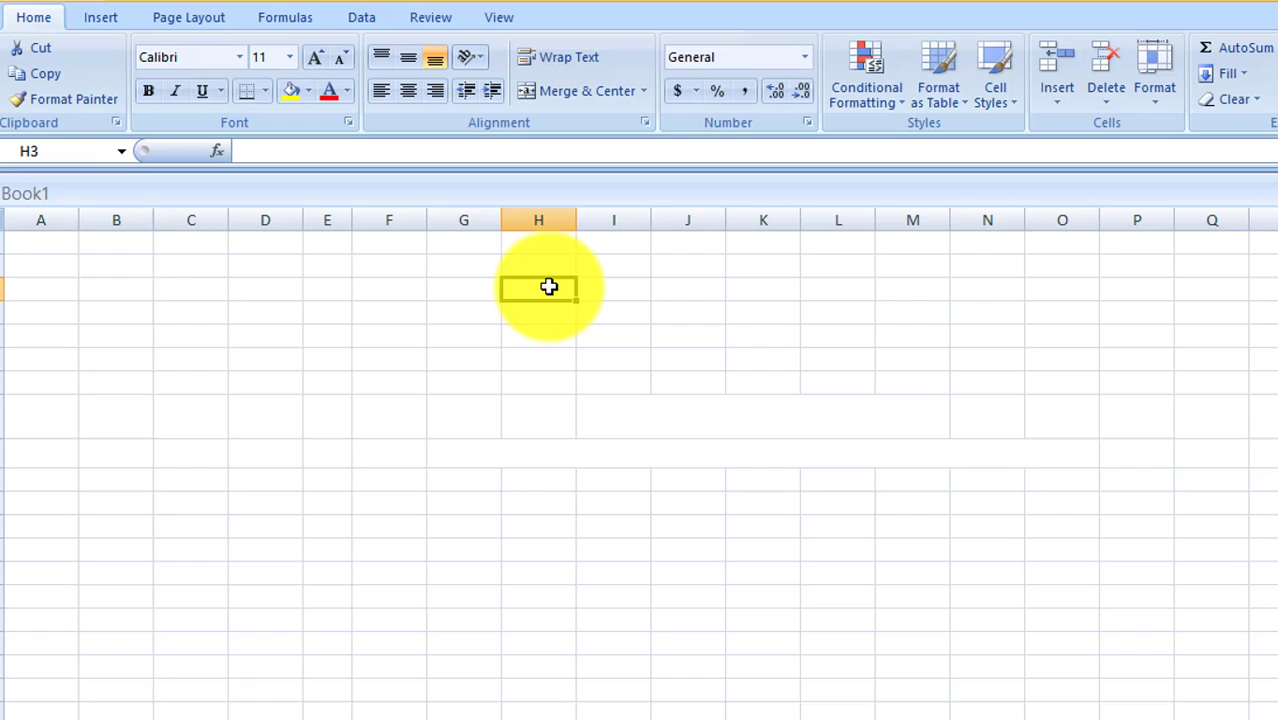 Home Insert Page Layout Formulas Data Review View
Cut Calibri 11 A A Wrap Text General Σ AutoSum
Copy Fill
Format Painter B I U A Merge & Center $ % , .00 .0 Conditional Formatting Format as Table Cell Styles Insert Delete Format Clear
Clipboard Font Alignment Number Styles Cells
H3 fx
Book1
A B C D E F G H I J K L M N O P Q